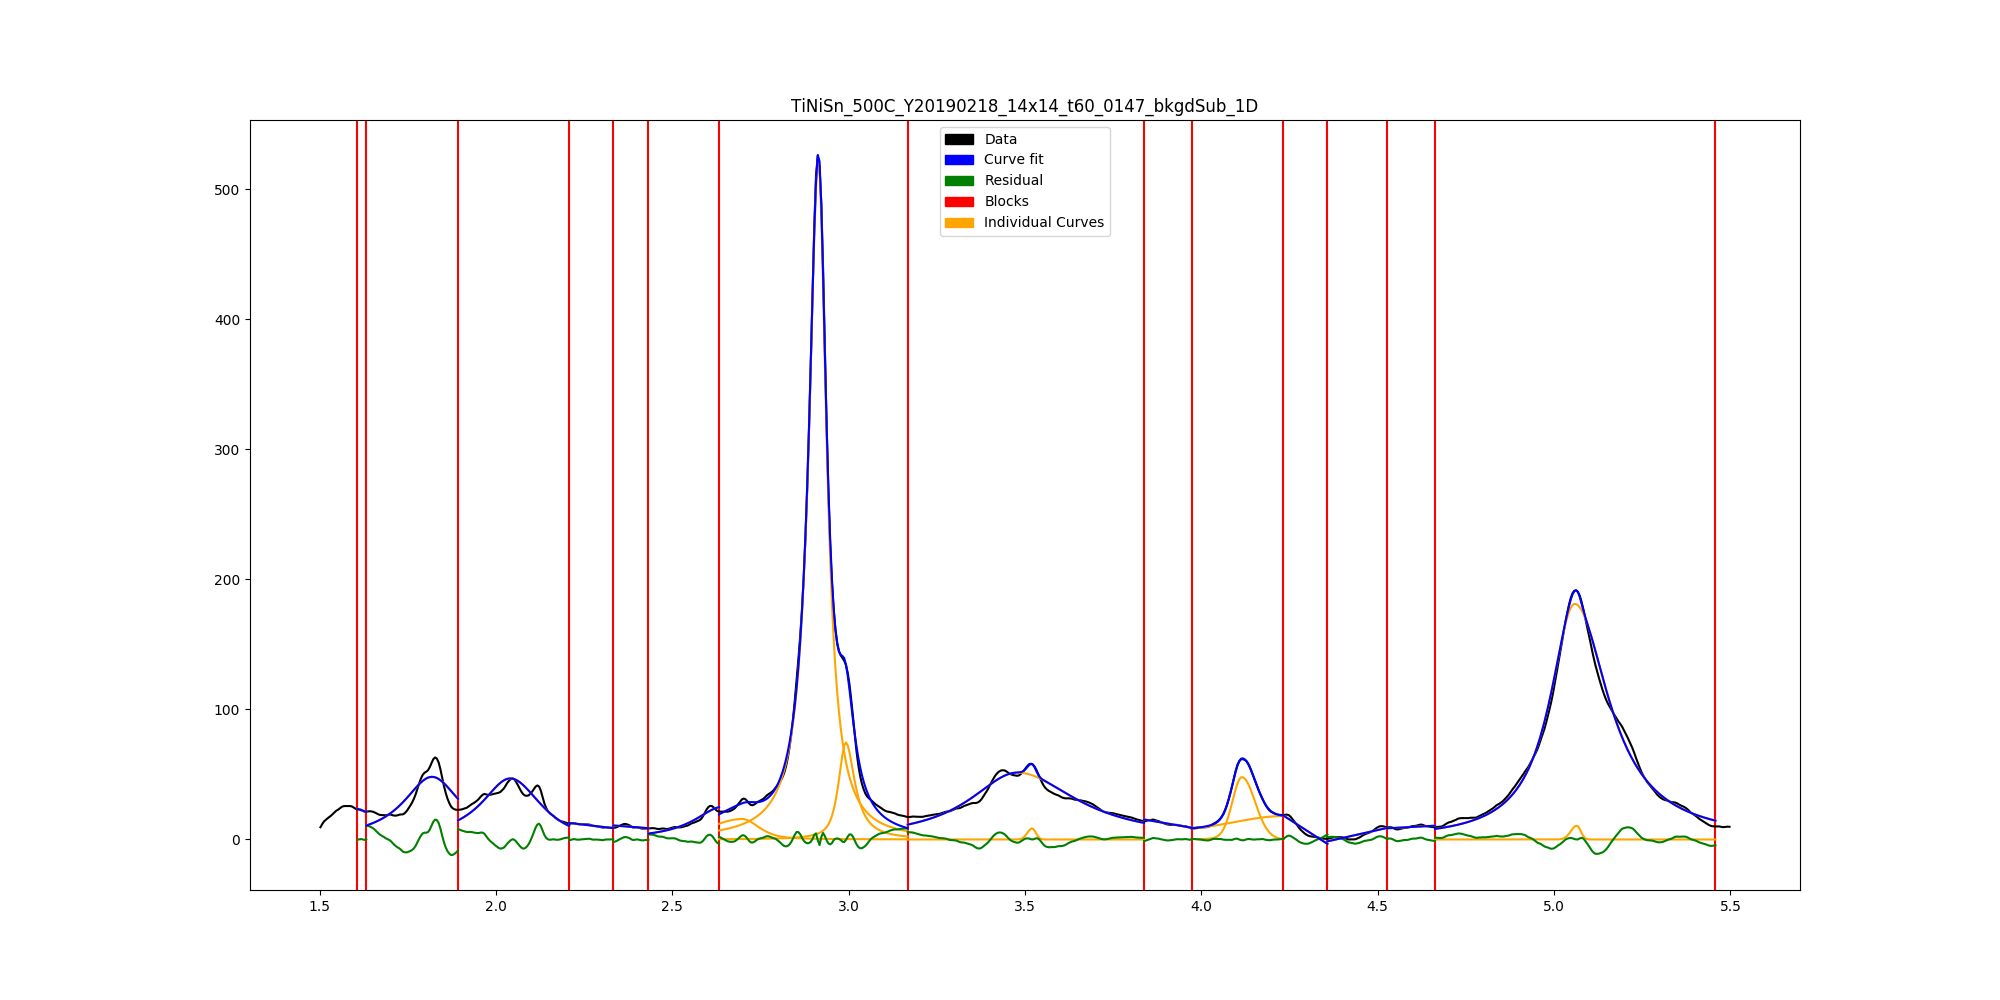 TiNiSn_500C_Y20190218_14x14_t60_0147_bkgdSub_1D
Data
Curve fit
Residual
Blocks
Individual Curves
500
400
300
200
100
0
1.5 2.0 2.5 3.0 3.5 4.0 4.5 5.0 5.5